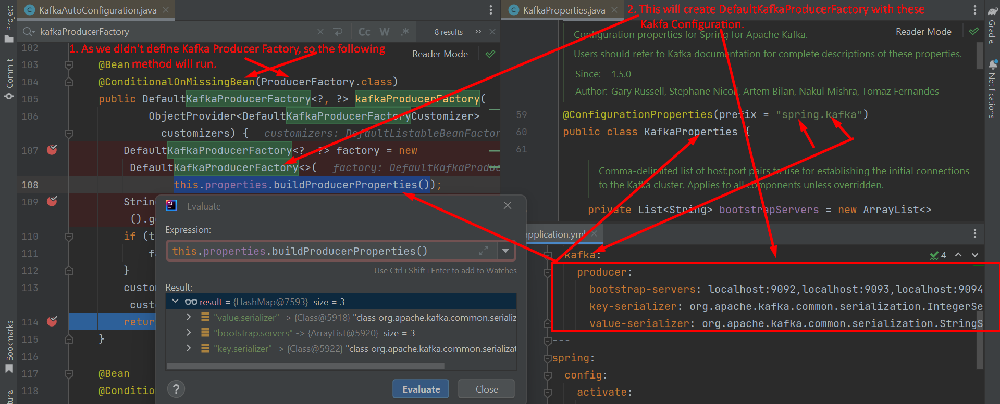 Project
Commit
Bookmarks
ture
KafkaAutoConfiguration.java
kafkaProducerFactory
Cc W .*
8 results
Reader Mode
1. As we didn't define Kafka Producer Factory, so the following
method will run.
102
103 @Bean
104 @ConditionalOnMissingBean(ProducerFactory.class)
105 public DefaultKafkaProducerFactory<?, ?> kafkaProducerFactory(
106 ObjectProvider<DefaultKafkaProducerFactoryCustomizer>
customizers) { customizers: DefaultListableBeanFactor
107 DefaultKafkaProducerFactory<? ?> factory = new
DefaultKafkaProducerFactory<>( factory: DefaultKafkaProduc
108 this.properties.buildProducerProperties());
109 Strin
().g
110 if (t
111 f
112 }
113 custo
cust
114 retur
115 }
116
117 @Bean
118 @Conditio
Evaluate
Expression:
this.properties.buildProducerProperties()
Use Ctrl+Shift+Enter to add to Watches
Result:
result = {HashMap@7593} size = 3
"value.serializer" -> {Class@5918} "class org.apache.kafka.common.serializ
"bootstrap.servers" -> {ArrayList@5920} size = 3
"key.serializer" -> {Class@5922} "class org.apache.kafka.common.serializat
?
Evaluate
Close
KafkaProperties.java
2. This will create DefaultKafkaProducerFactory with these
Kakfa Configuration.
Reader Mode
Configuration properties for Spring for Apache Kafka.
Users should refer to Kafka documentation for complete descriptions of these properties.
Since: 1.5.0
Author: Gary Russell, Stephane Nicoll, Artem Bilan, Nakul Mishra, Tomaz Fernandes
59 @ConfigurationProperties(prefix = "spring.kafka")
60 public class KafkaProperties {
61
Comma-delimited list of host:port pairs to use for establishing the initial connections
to the Kafka cluster. Applies to all components unless overridden.
private List<String> bootstrapServers = new ArrayList<>
application.yml
4
kafka:
producer:
bootstrap-servers: localhost:9092,localhost:9093,localhost:9094
key-serializer: org.apache.kafka.common.serialization.IntegerSe
value-serializer: org.apache.kafka.common.serialization.StringS
---
spring:
config:
activate:
Gradle
Notifications